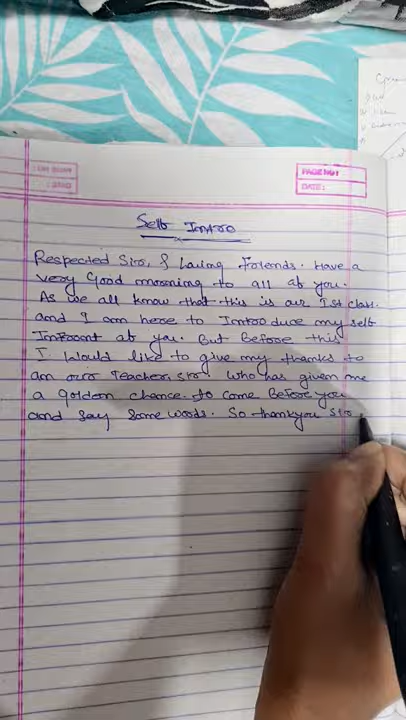 PAGE NO:
DATE:
Self Intro
Respected Sir, & Loving Friends. Have a
very Good morning to all of you.
As we all know that this is our 1st class.
and I am here to Introduce my self
Infront of you. But Before this
I Would like to give my thanks to
an our Teacher, sir. Who has given me
a golden chance to come Before you
and say some words. So thankyou sir.